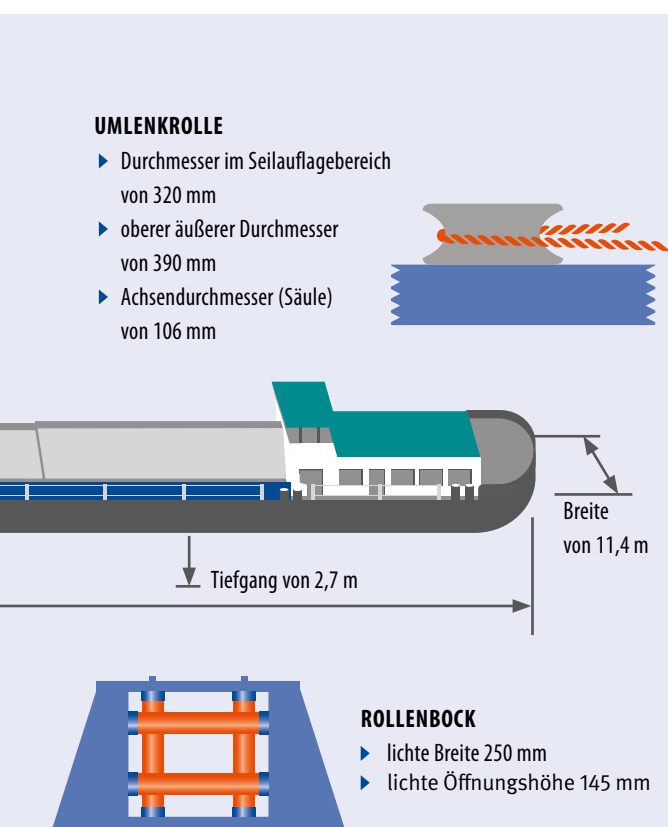 UMLENKROLLE
Durchmesser im Seilauflagebereich
von 320 mm
oberer äußerer Durchmesser
von 390 mm
Achsendurchmesser (Säule)
von 106 mm
Breite
von 11,4 m
Tiefgang von 2,7 m
ROLLENBOCK
lichte Breite 250 mm
lichte Öffnungshöhe 145 mm